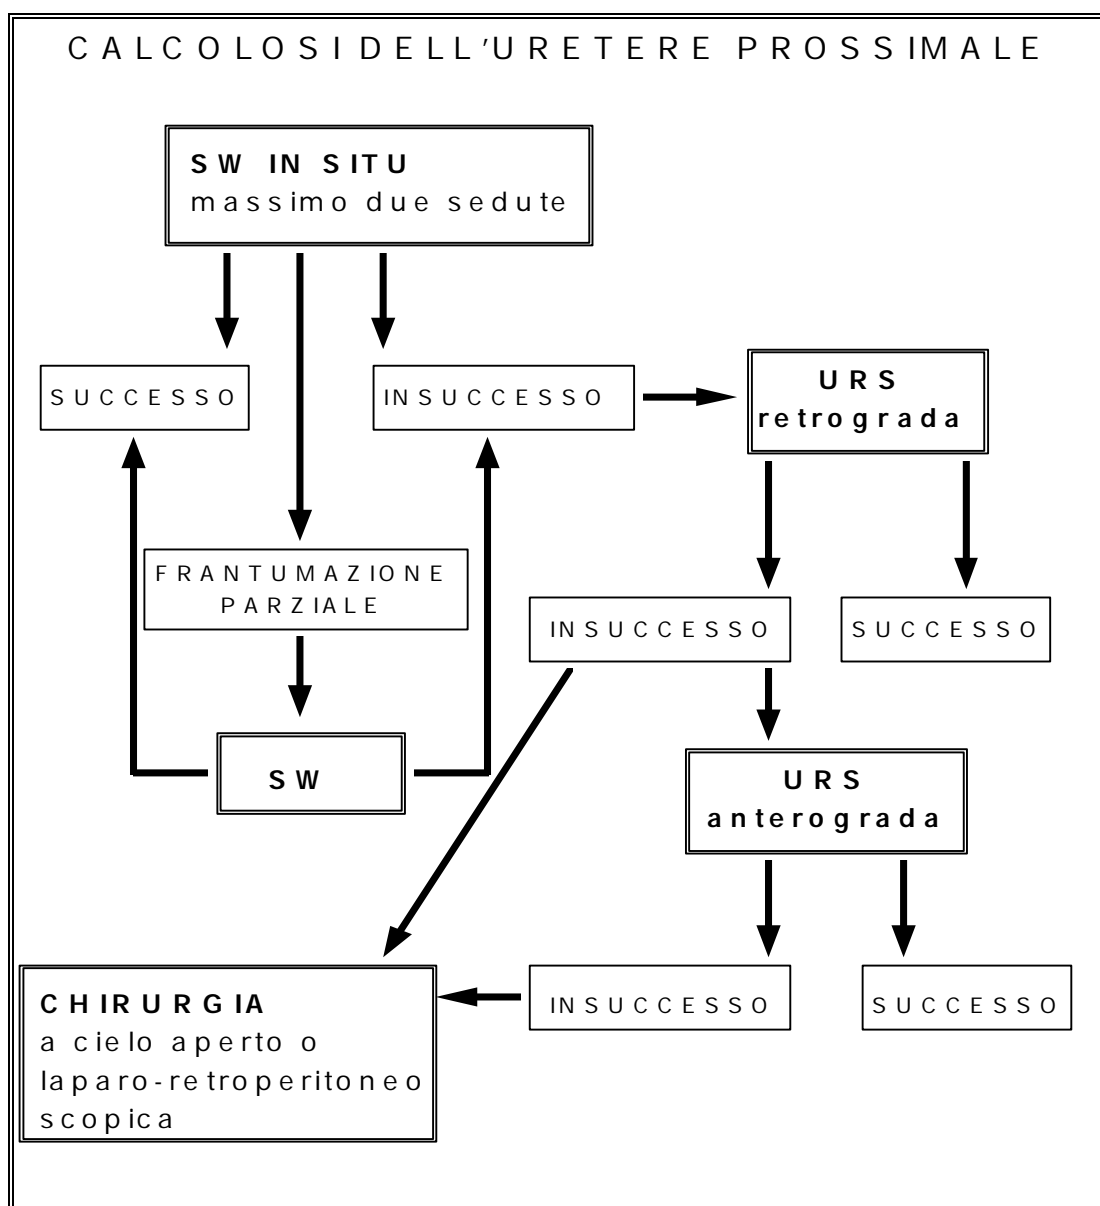 CALCOLOSI DELL'URETERE PROSSIMALE
SW IN SITU
massimo due sedute
SUCCESSO
INSUCCESSO
URS
retrograda
FRANTUMAZIONE
PARZIALE
INSUCCESSO
SUCCESSO
SW
URS
anterograda
CHIRURGIA
a cielo aperto o
laparo-retroperitoneo
scopica
INSUCCESSO
SUCCESSO